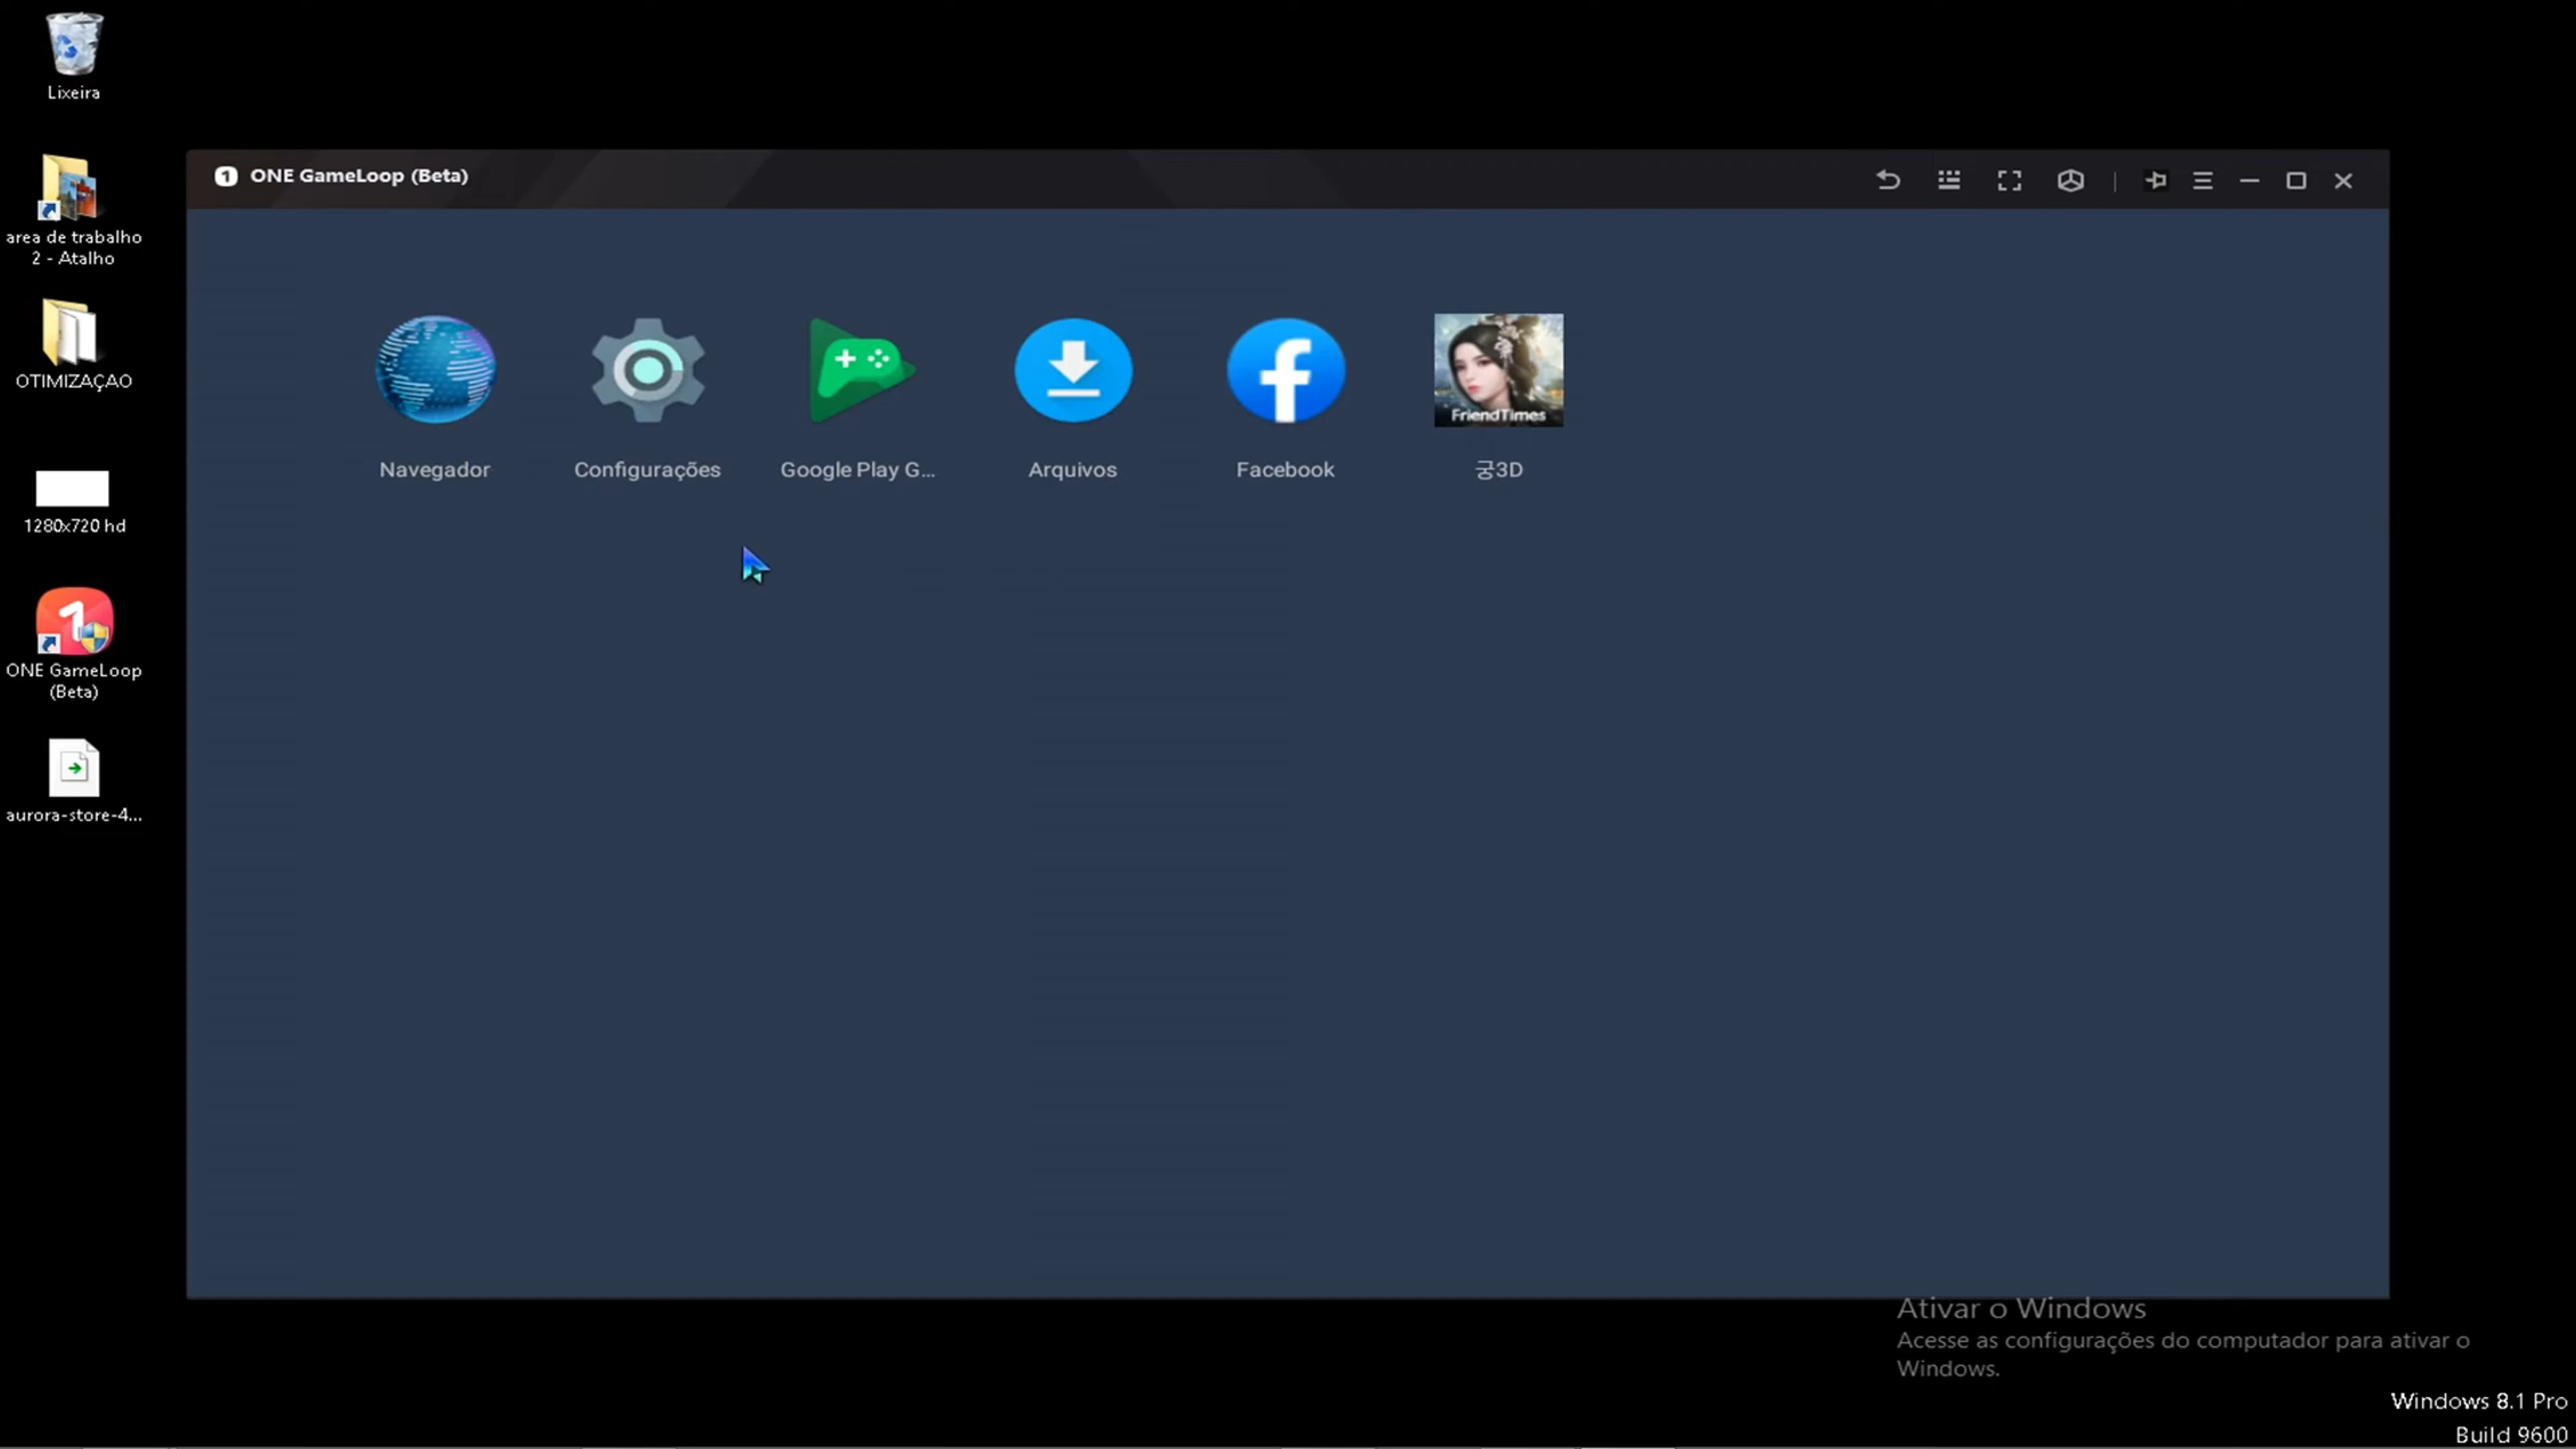 Lixeira
area de trabalho
2 - Atalho
OTIMIZAÇAO
1280x720 hd
ONE GameLoop
(Beta)
aurora-store-4...
1 ONE GameLoop (Beta)
FriendTimes
Navegador
Configurações
Google Play G...
Arquivos
Facebook
궁3D
Ativar o Windows
Acesse as configurações do computador para ativar o
Windows.
Windows 8.1 Pro
Build 9600